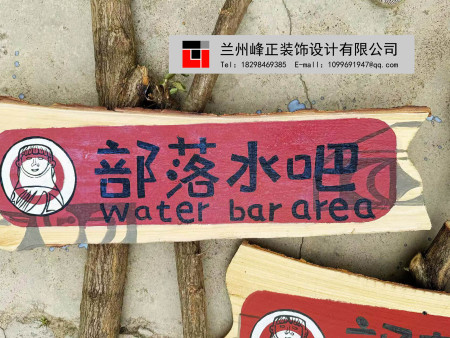 兰州峰正装饰设计有限公司
Tel: 18298469385 E-mail: 1099691947@qq.com
部落水吧
water bar area